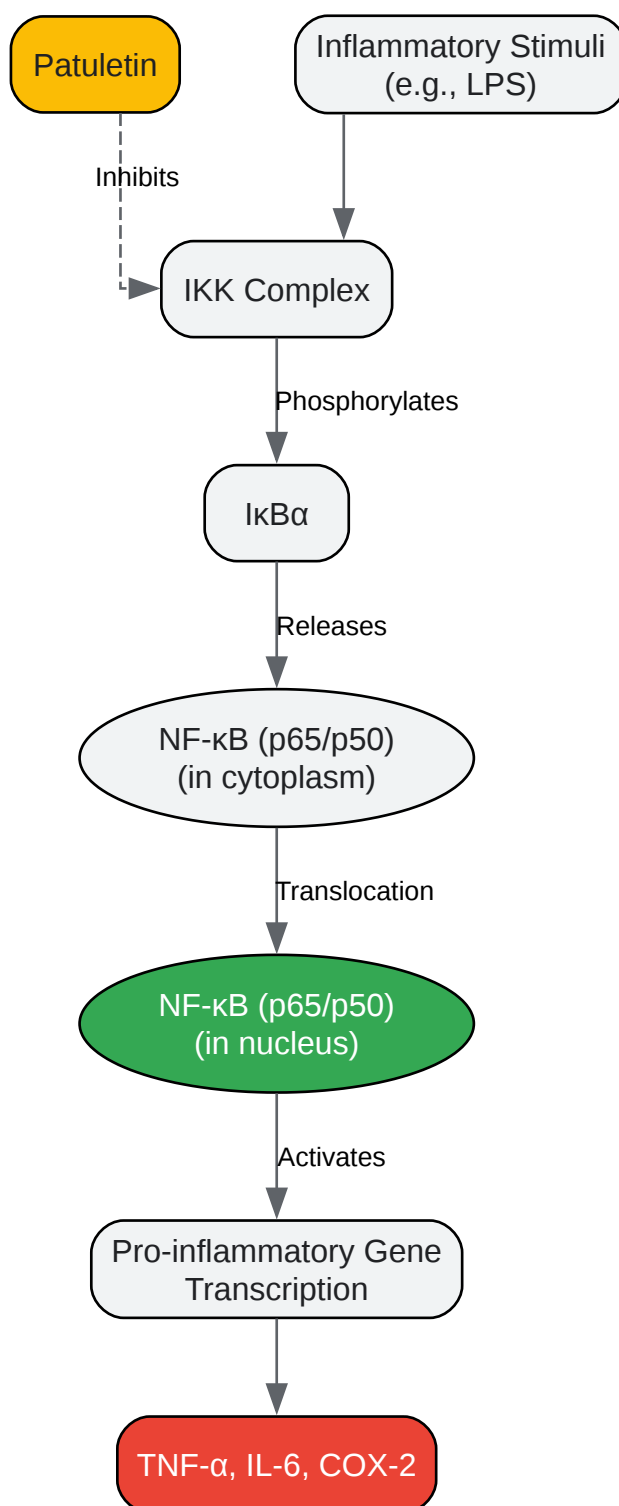 Patuletin
Inflammatory Stimuli
(e.g., LPS)
Inhibits
IKK Complex
Phosphorylates
IκBα
Releases
NF-κB (p65/p50)
(in cytoplasm)
Translocation
NF-κB (p65/p50)
(in nucleus)
Activates
Pro-inflammatory Gene
Transcription
TNF-α, IL-6, COX-2